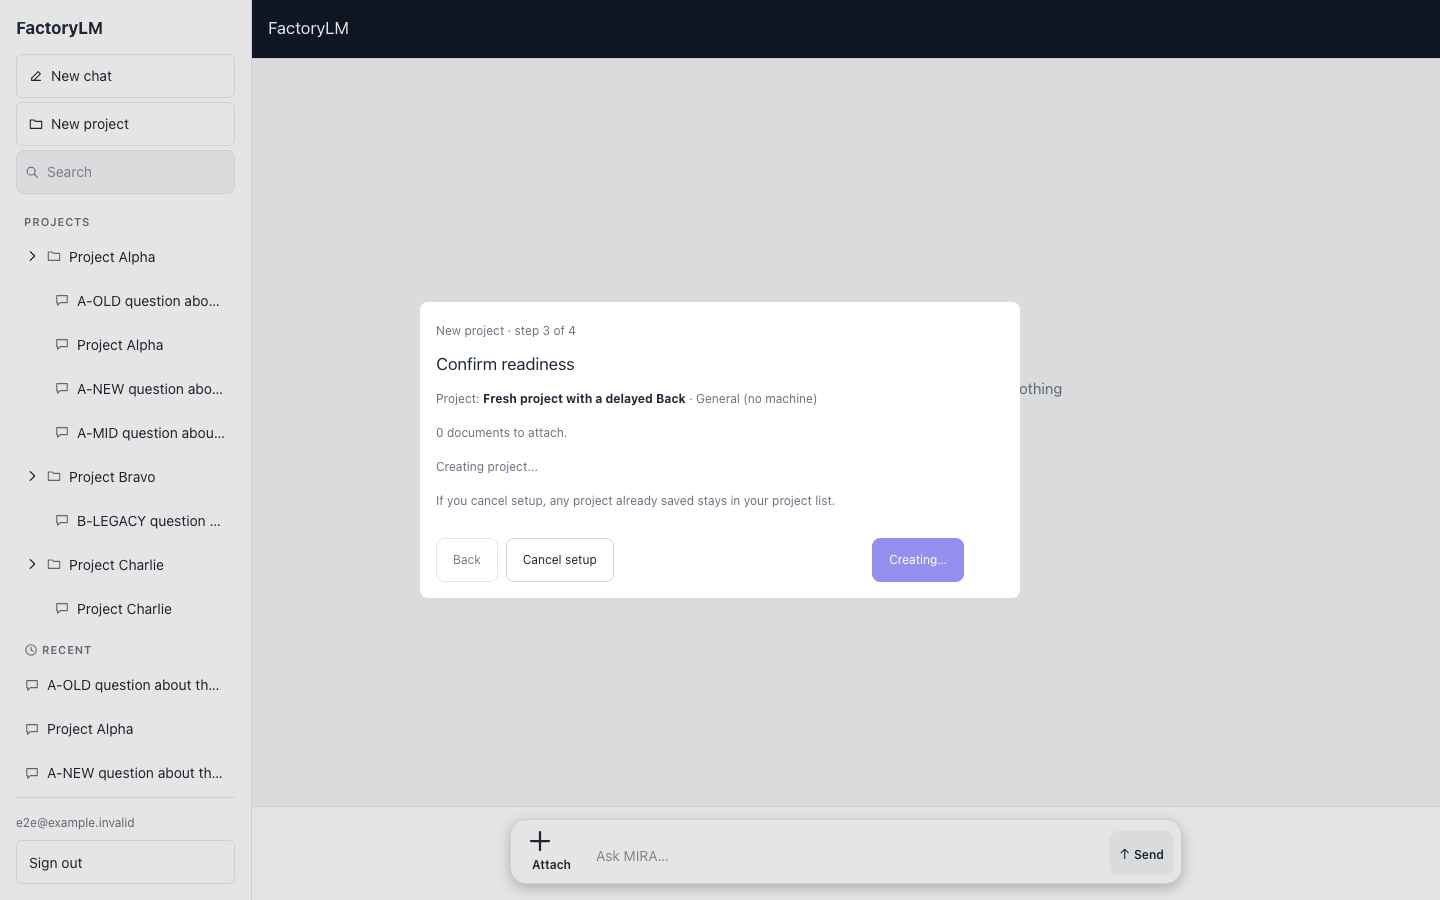 FactoryLM
New chat
New project
Search
PROJECTS
Project Alpha
A-OLD question abo...
Project Alpha
A-NEW question abo...
A-MID question abou...
Project Bravo
B-LEGACY question ...
Project Charlie
Project Charlie
RECENT
A-OLD question about th...
Project Alpha
A-NEW question about th...
e2e@example.invalid
Sign out
FactoryLM
othing
New project · step 3 of 4
Confirm readiness
Project: Fresh project with a delayed Back · General (no machine)
0 documents to attach.
Creating project...
If you cancel setup, any project already saved stays in your project list.
Back
Cancel setup
Creating...
Attach
Ask MIRA...
Send